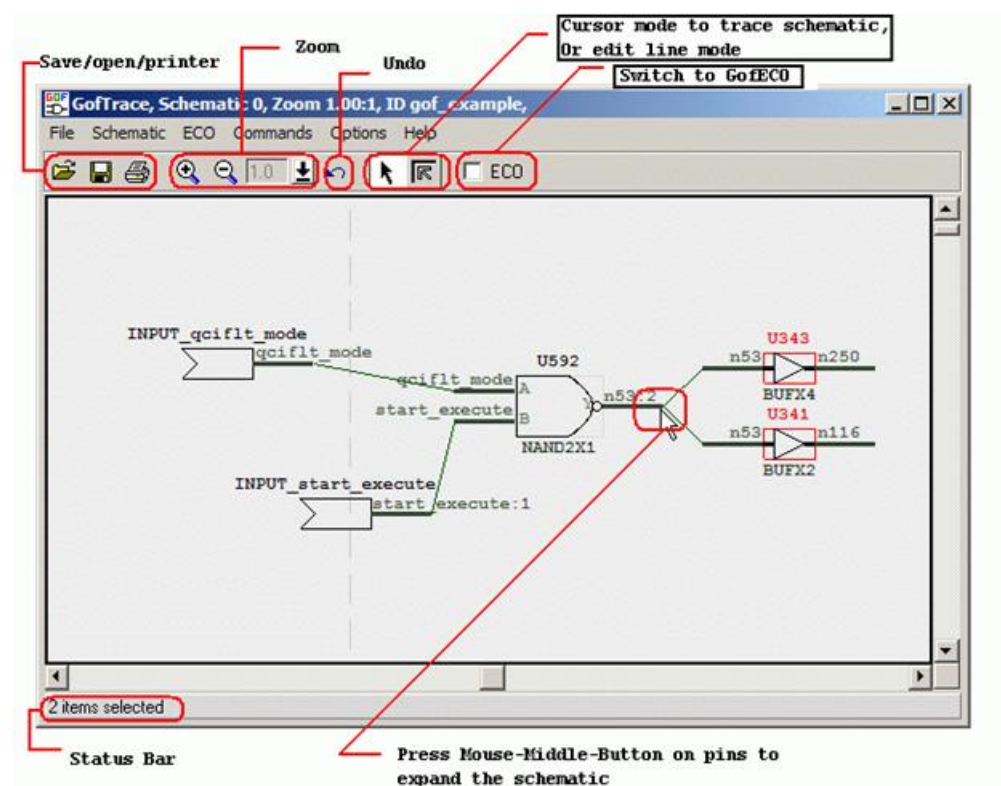 Cursor mode to trace schematic,
Or edit line mode
Zoom
Save/open/printer
Undo
Switch to GofECO
GOF
GofTrace, Schematic 0, Zoom 1.00:1, ID gof_example,
File Schematic ECO Commands Options Help
1.0
ECO
INPUT_qciflt_mode
qciflt_mode
U592
U343
n53
n250
qciflt_mode
A
BUFX4
start_execute
B
Y
n53:2
U341
n53
n116
NAND2X1
BUFX2
INPUT_start_execute
start_execute:1
2 items selected
Status Bar
Press Mouse-Middle-Button on pins to
expand the schematic